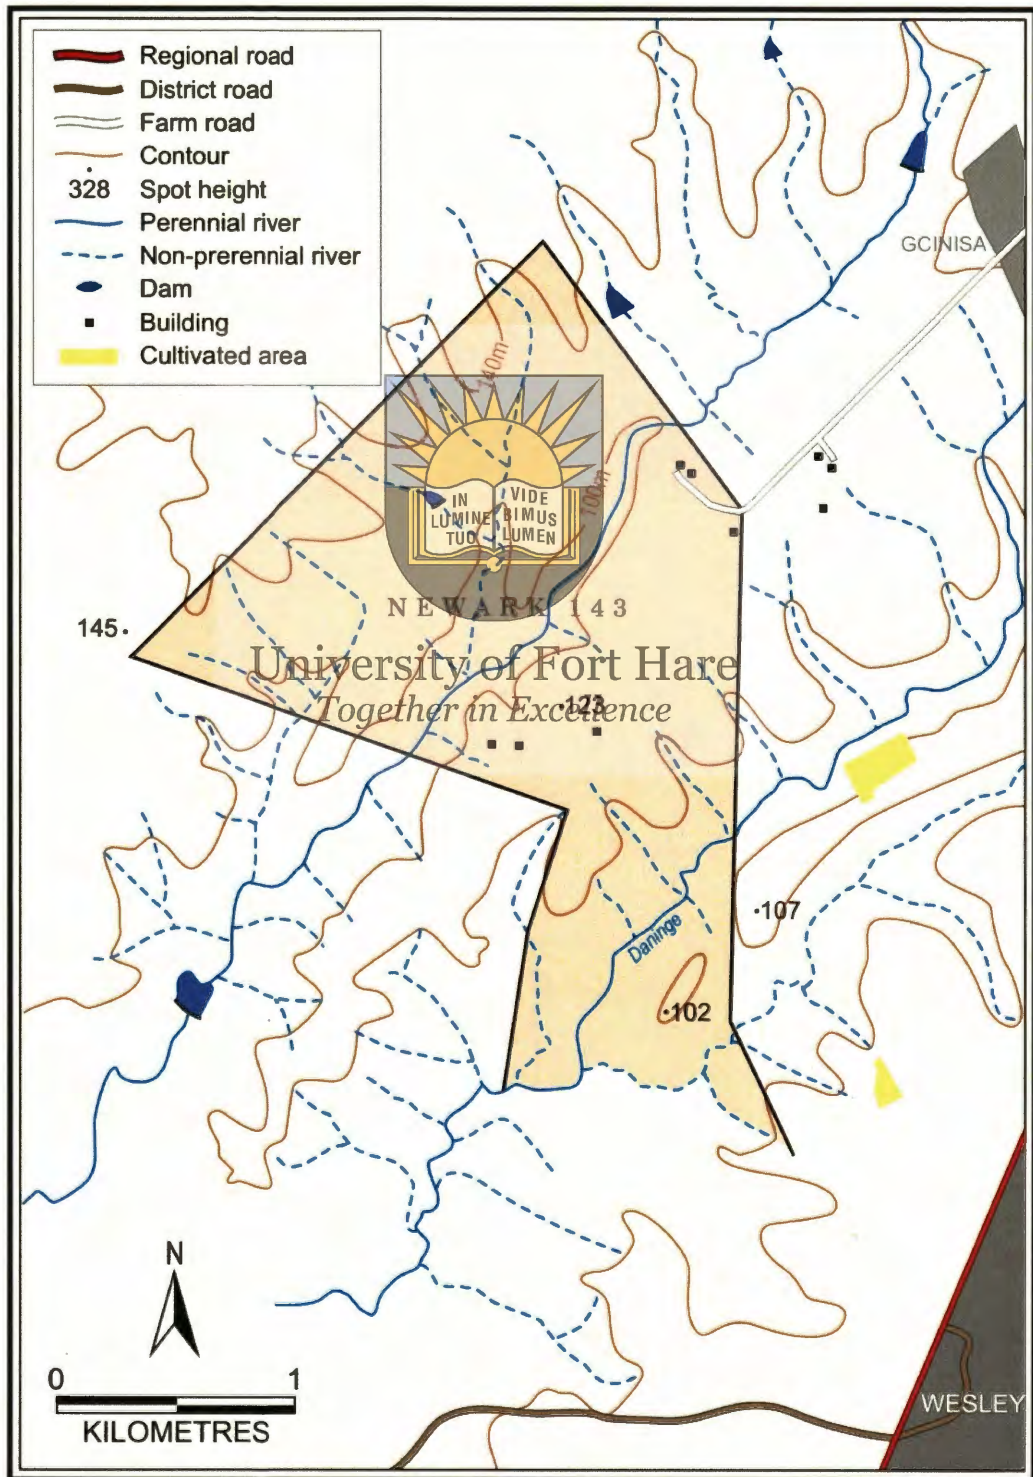 Regional road
District road
Farm road
Contour
328 Spot height
Perennial river
Non-prerennial river
Dam
Building
Cultivated area
GCINISA
140m
100m
IN LUMINE TUO
VIDE BIMUS LUMEN
NEWARK 143
145
University of Fort Hare
Together in Excellence
123
107
Daninge
102
N
0 1
KILOMETRES
WESLEY